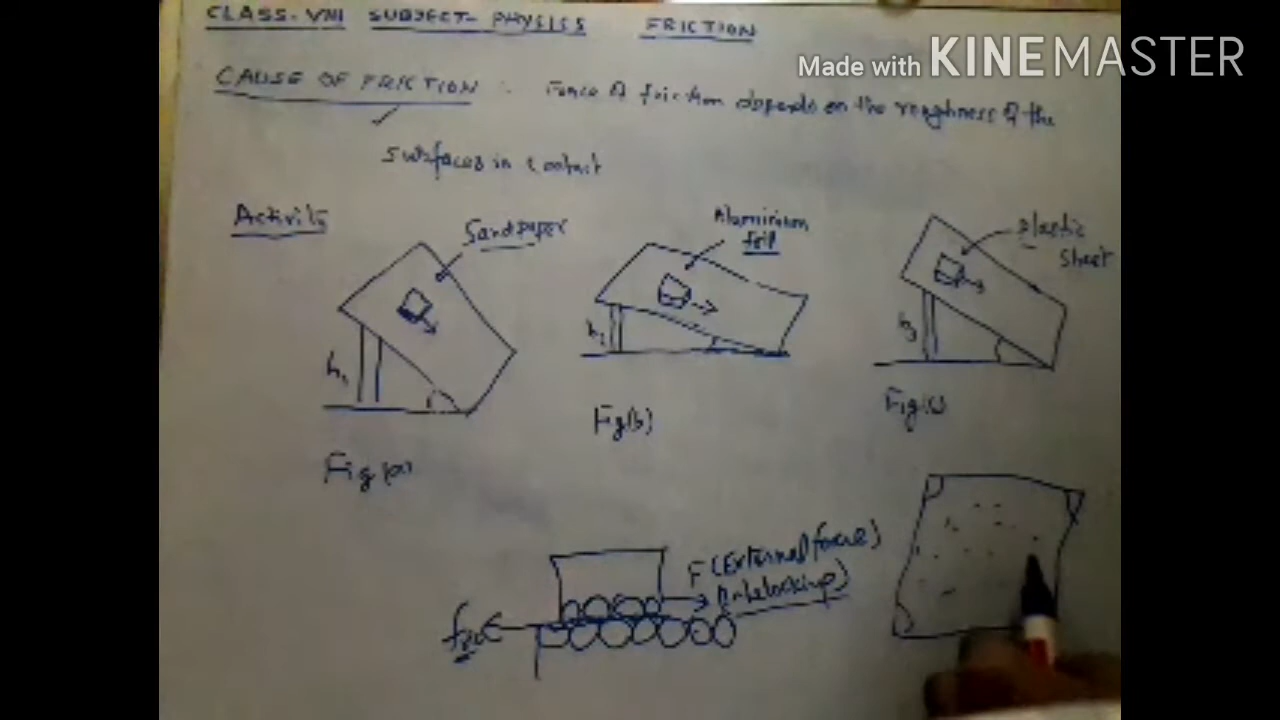 CLASS-VIII SUBJECT- PHYSICS FRICTION
Made with KINEMASTER
CAUSE OF FRICTION :- Force of friction depends on the roughness of the
surfaces in contact
Activity
Sandpaper
Aluminium
foil
Plastic
Sheet
h1
h2
h3
Fig(a)
Fig(b)
Fig(c)
F (External force)
(Interlocking)
fric